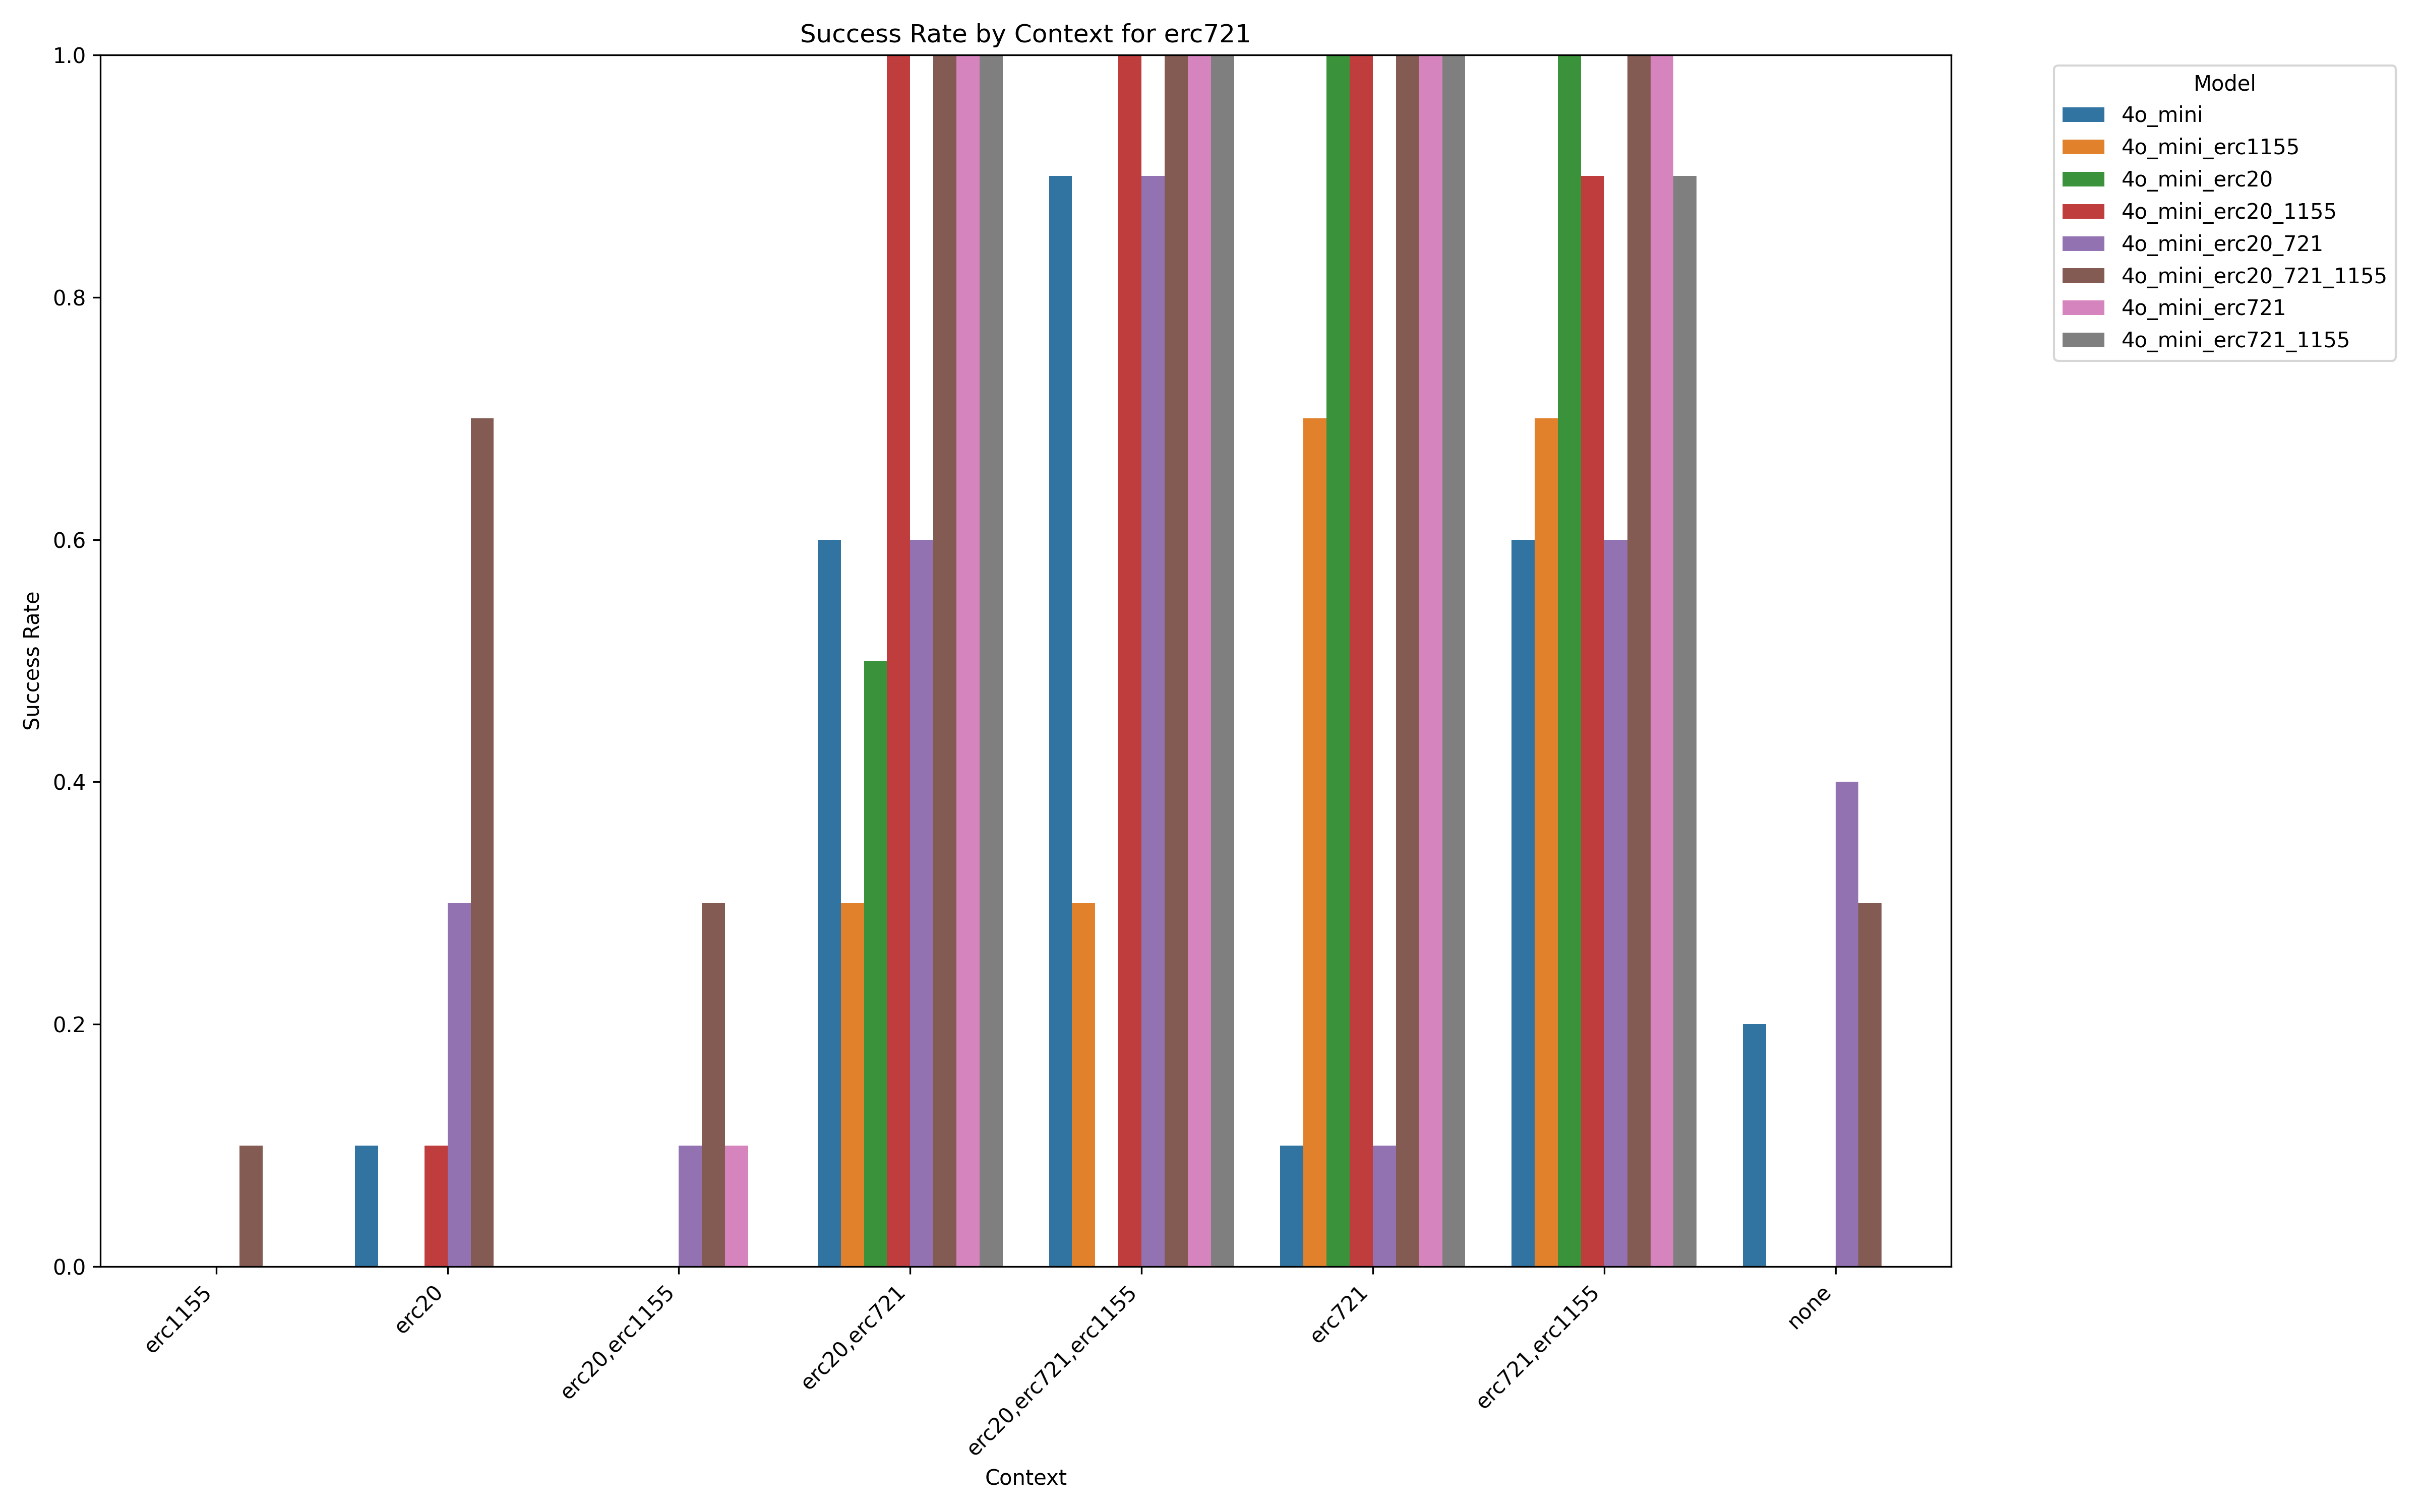 Success Rate by Context for erc721
1.0
0.8
0.6
0.4
0.2
0.0
Success Rate
erc1155
erc20
erc20,erc1155
erc20,erc721
erc20,erc721,erc1155
erc721
erc721,erc1155
none
Context
Model
4o_mini
4o_mini_erc1155
4o_mini_erc20
4o_mini_erc20_1155
4o_mini_erc20_721
4o_mini_erc20_721_1155
4o_mini_erc721
4o_mini_erc721_1155